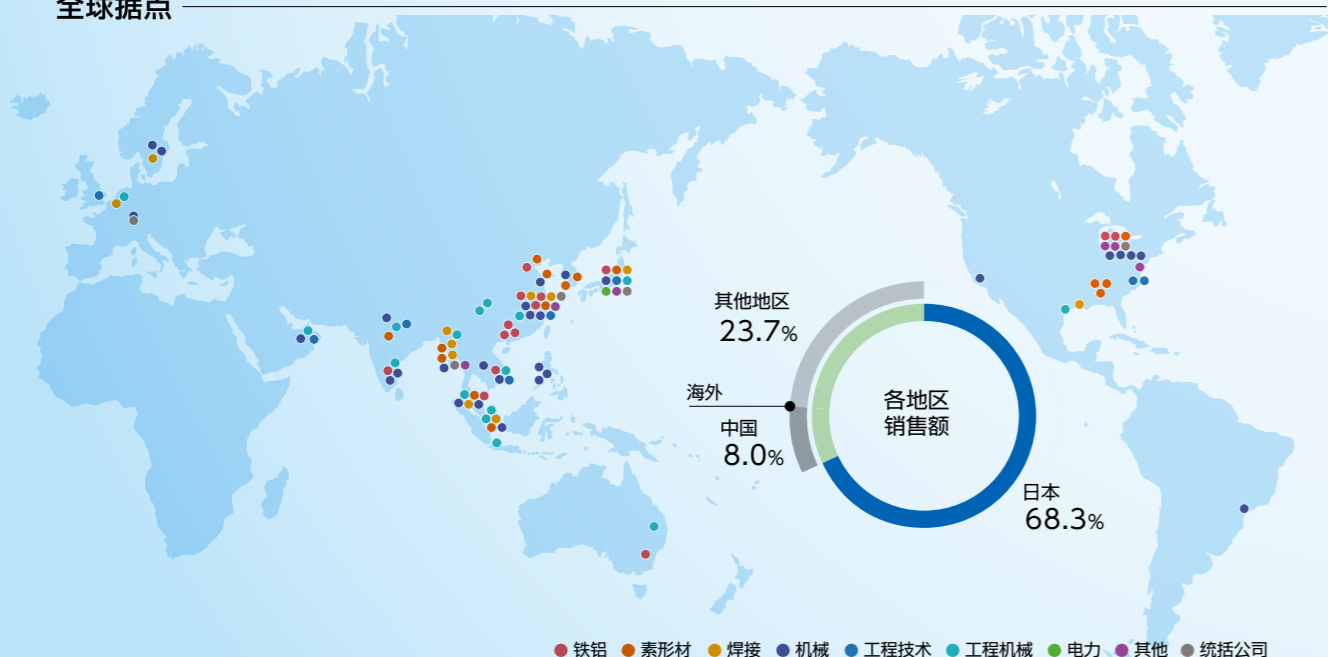 全球据点
其他地区
23.7%
海外
中国
8.0%
各地区
销售额
日本
68.3%
铁铝 素形材 焊接 机械 工程技术 工程机械 电力 其他 统括公司